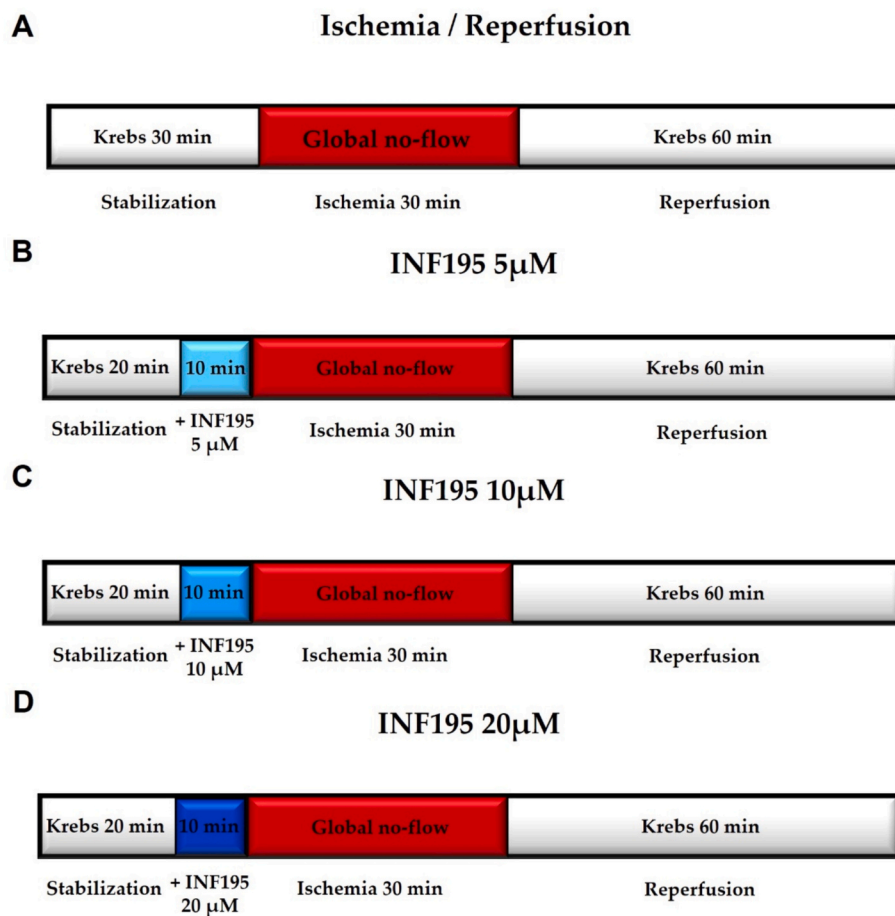 A
Ischemia / Reperfusion
Krebs 30 min
Global no-flow
Krebs 60 min
Stabilization
Ischemia 30 min
Reperfusion
B
INF195 5μM
Krebs 20 min
10 min
Global no-flow
Krebs 60 min
Stabilization
+ INF195
5 μM
Ischemia 30 min
Reperfusion
C
INF195 10μM
Krebs 20 min
10 min
Global no-flow
Krebs 60 min
Stabilization
+ INF195
10 μM
Ischemia 30 min
Reperfusion
D
INF195 20μM
Krebs 20 min
10 min
Global no-flow
Krebs 60 min
Stabilization
+ INF195
20 μM
Ischemia 30 min
Reperfusion